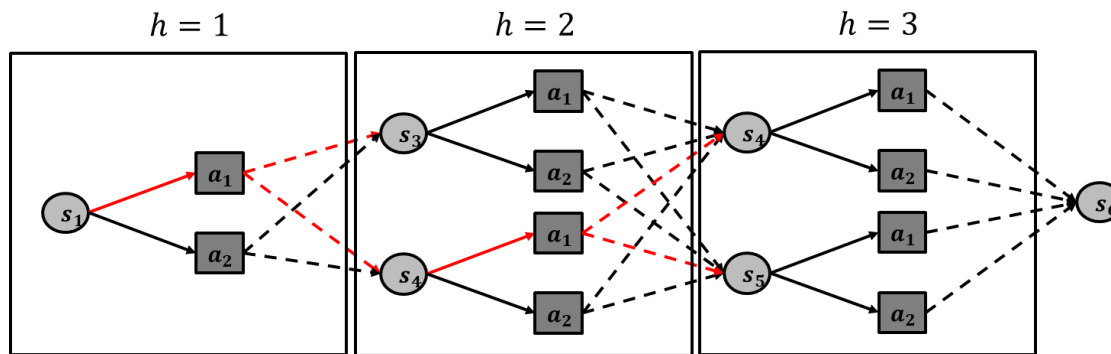 h = 1
s₁
a₁
a₂
h = 2
s₃
a₁
a₂
s₄
a₁
a₂
h = 3
s₄
a₁
a₂
s₅
a₁
a₂